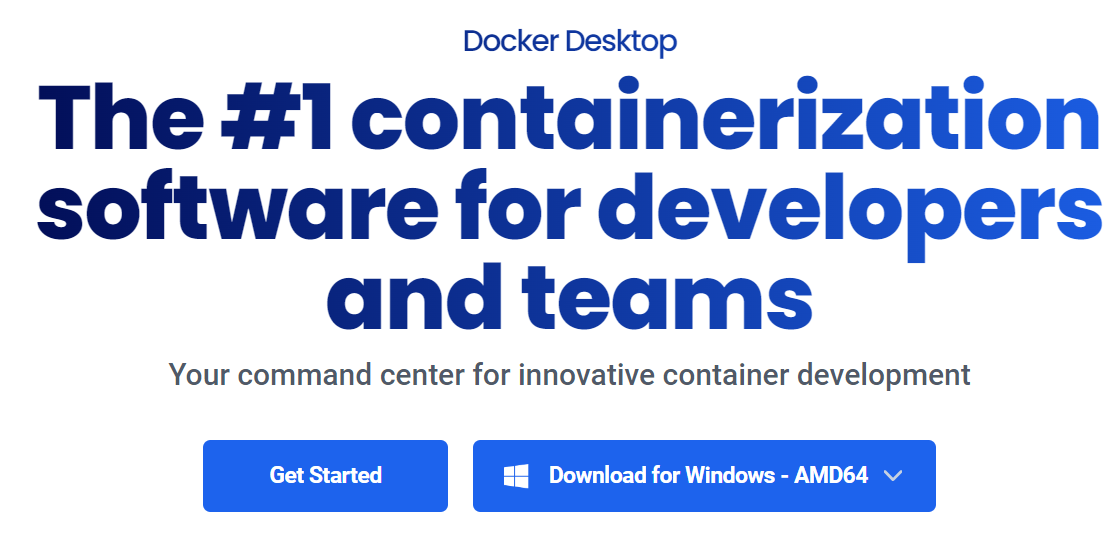 Docker Desktop
The #1 containerization
software for developers
and teams
Your command center for innovative container development
Get Started
Download for Windows - AMD64